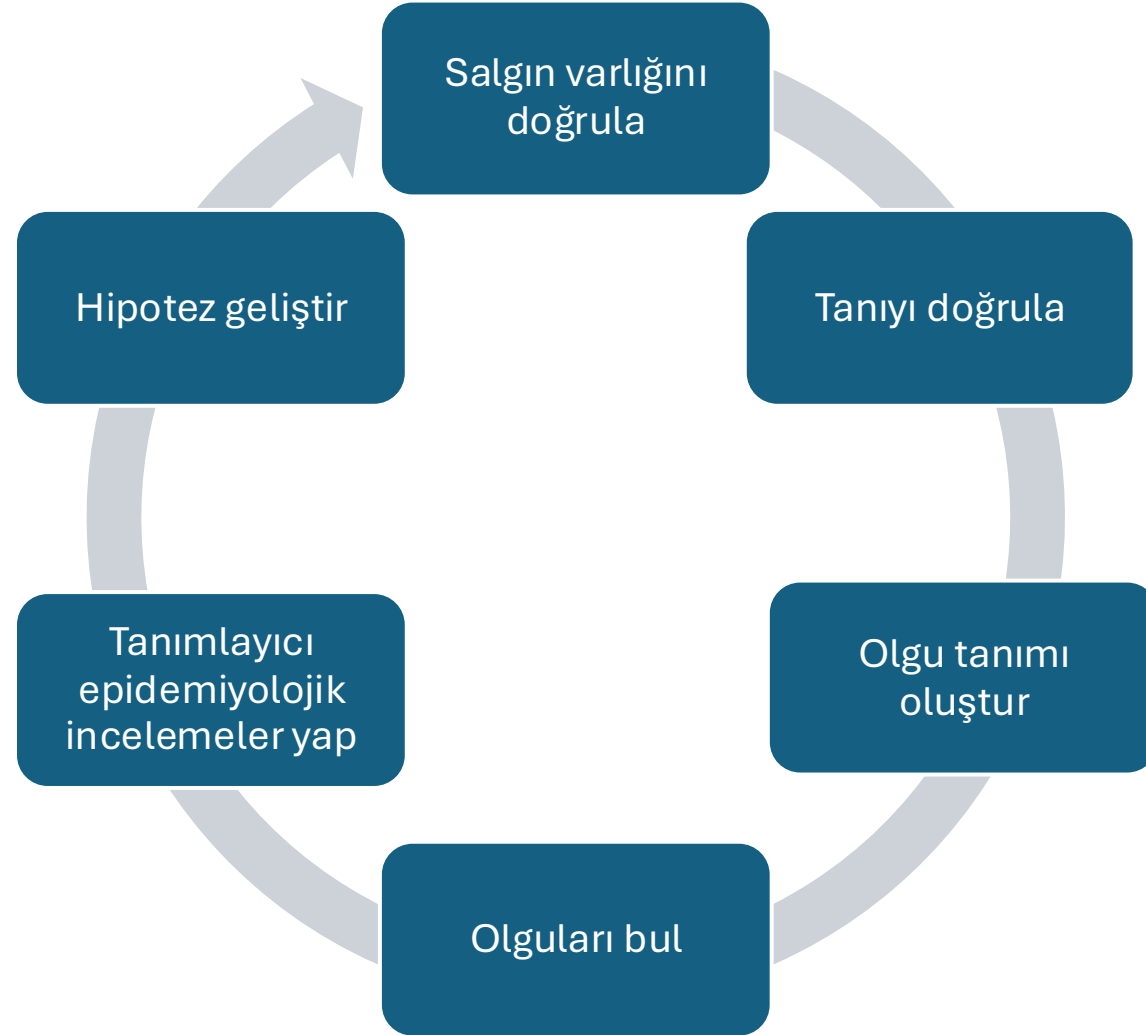 Salgın varlığını
doğrula
Tanıyı doğrula
Olgu tanımı
oluştur
Olguları bul
Tanımlayıcı
epidemiyolojik
incelemeler yap
Hipotez geliştir